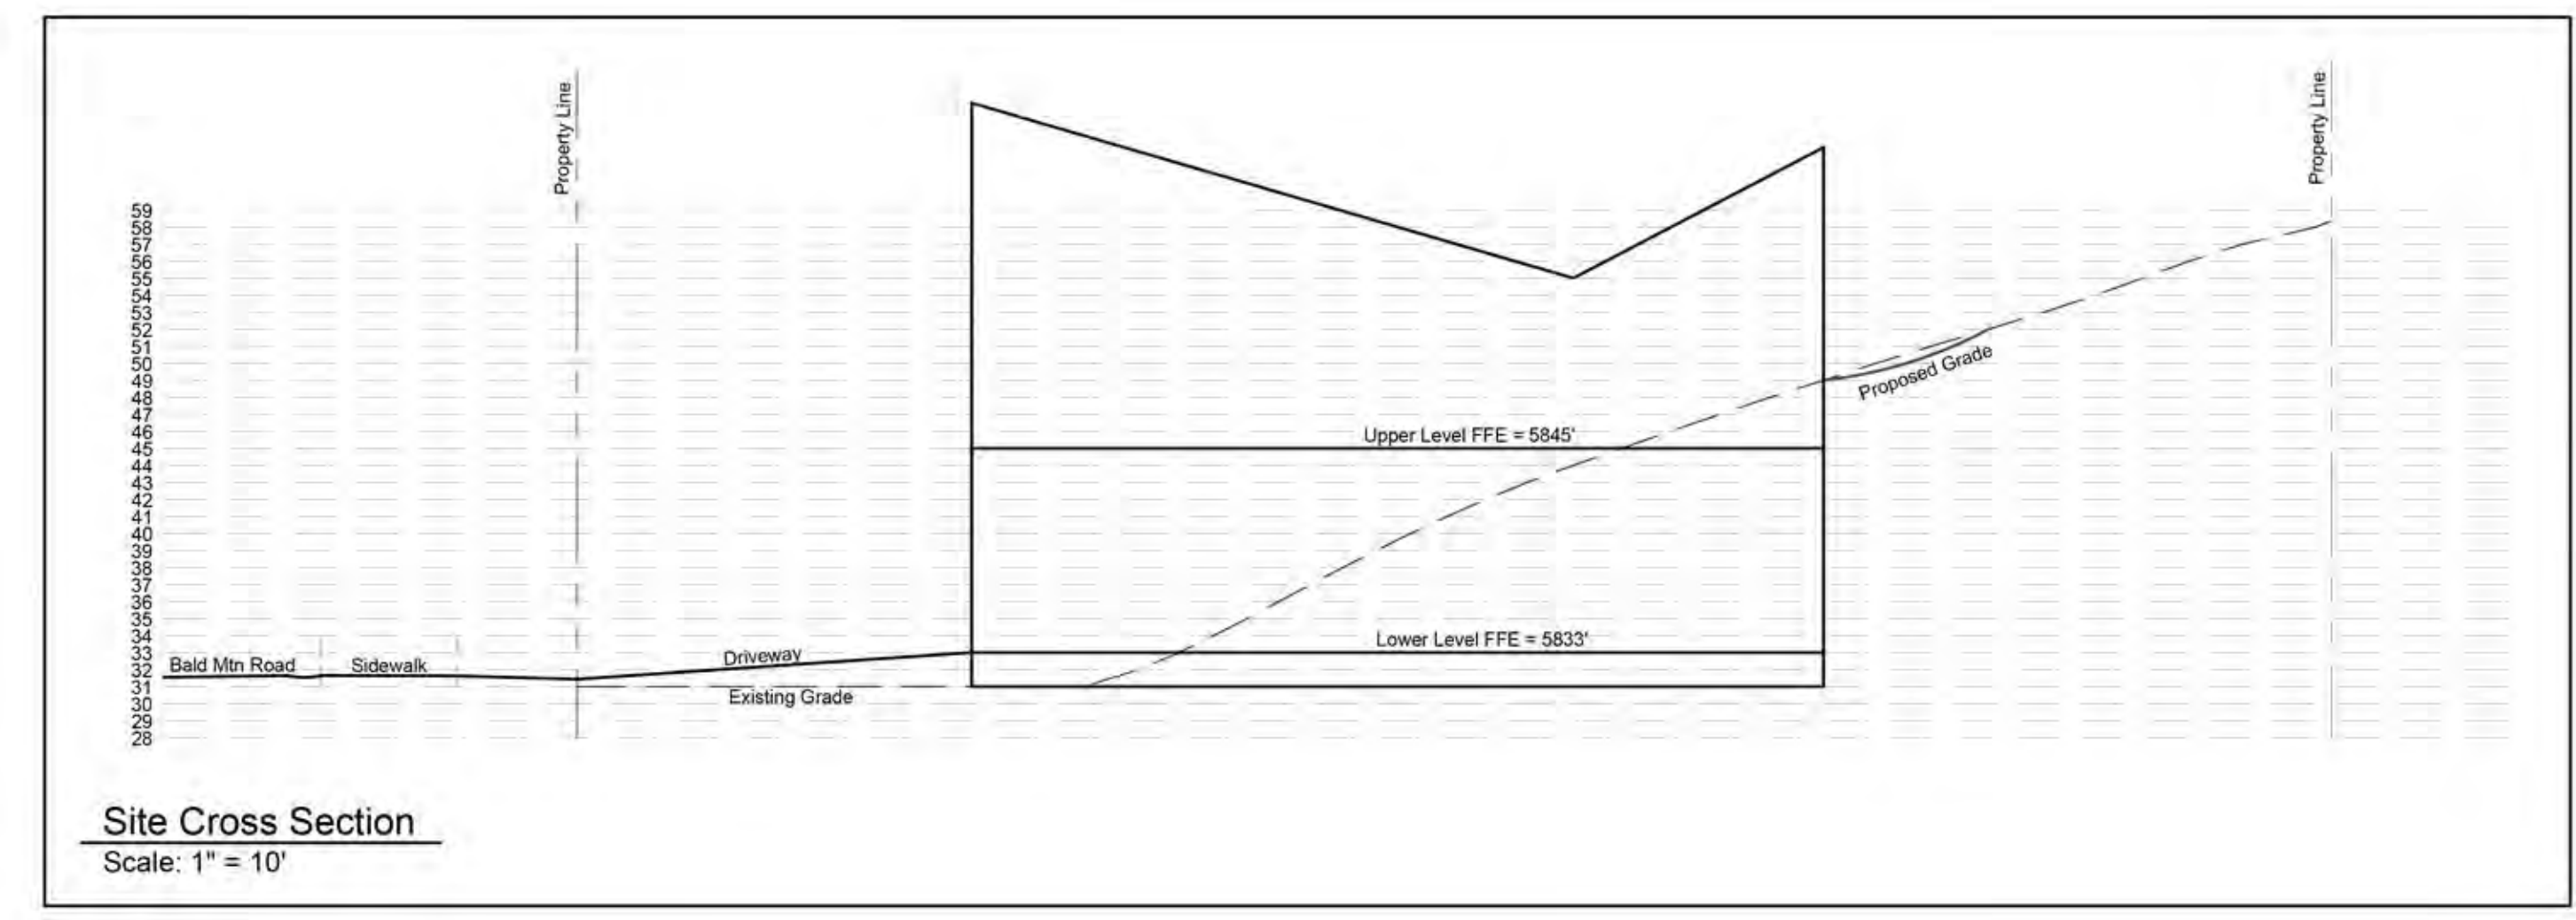 Property Line
Property Line
59
58
57
56
55
54
53
52
51
50
49
48
47
46
45
44
43
42
41
40
39
38
37
36
35
34
33
32
31
30
29
28
Proposed Grade
Upper Level FFE = 5845'
Lower Level FFE = 5833'
Driveway
Bald Mtn Road
Sidewalk
Existing Grade
Site Cross Section
Scale: 1" = 10'